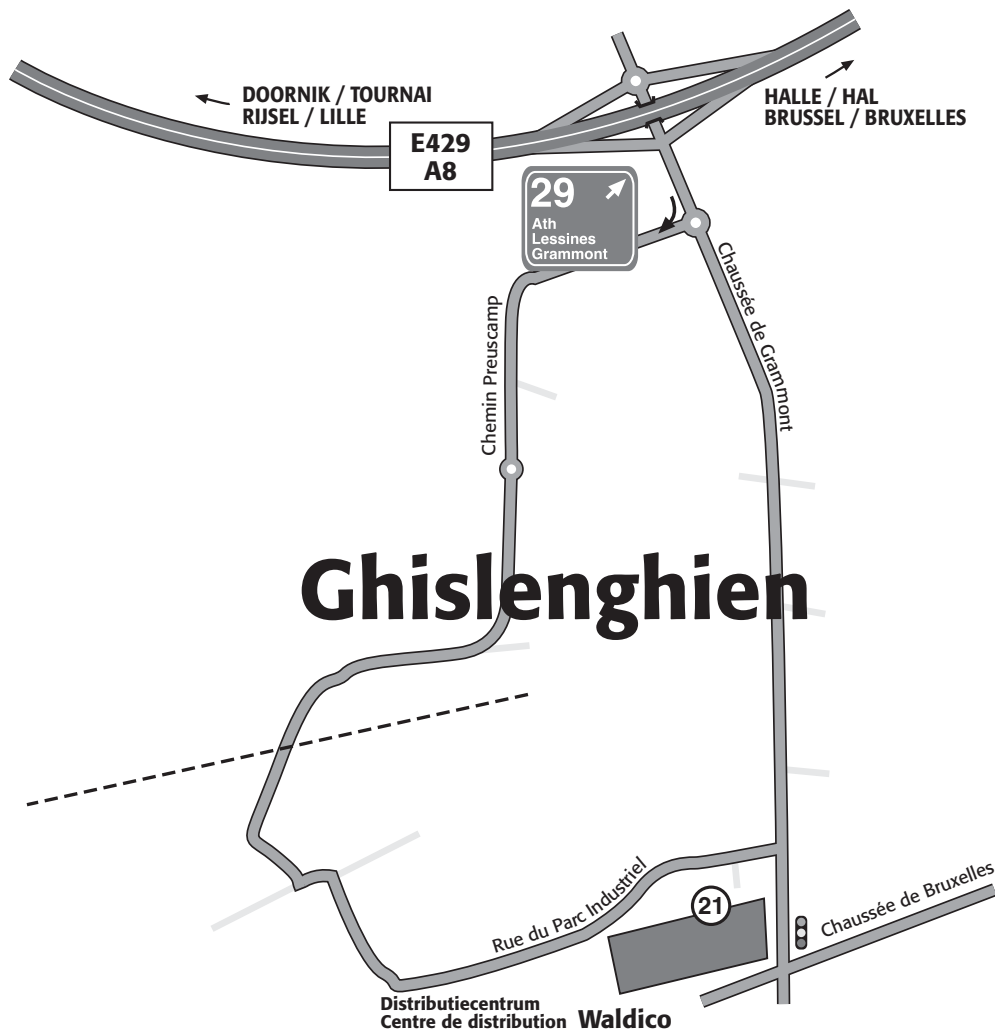 DOORNIK / TOURNAI
RIJSEL / LILLE
HALLE / HAL
BRUSSEL / BRUXELLES
E429
A8
29
Ath
Lessines
Grammont
Chaussée de Grammont
Chemin Preuscamp
Ghislenghien
Rue du Parc Industriel
21
Chaussée de Bruxelles
Distributiecentrum
Centre de distribution Waldico